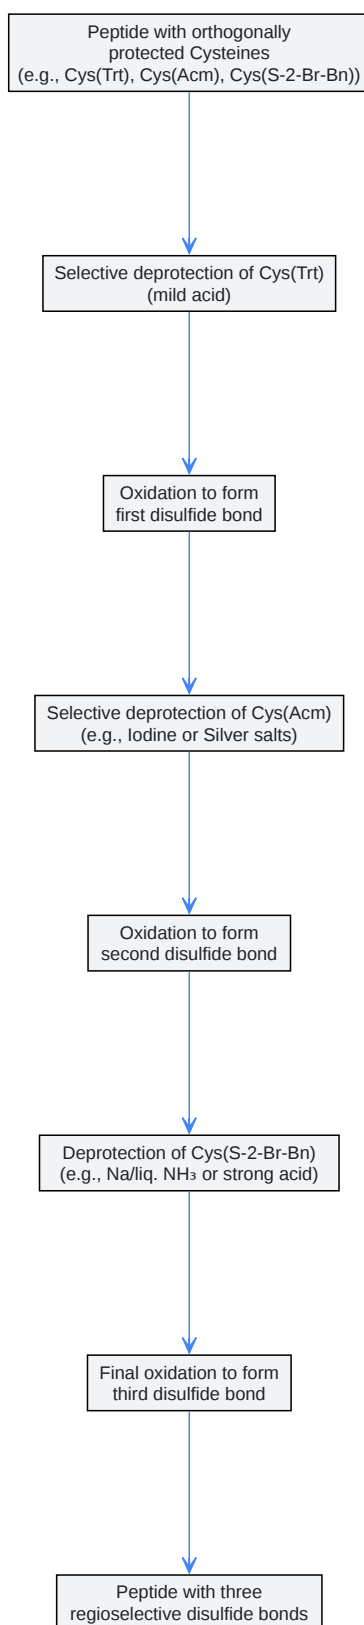 Peptide with orthogonally
protected Cysteines
(e.g., Cys(Trt), Cys(Acm), Cys(S-2-Br-Bn))
Selective deprotection of Cys(Trt)
(mild acid)
Oxidation to form
first disulfide bond
Selective deprotection of Cys(Acm)
(e.g., Iodine or Silver salts)
Oxidation to form
second disulfide bond
Deprotection of Cys(S-2-Br-Bn)
(e.g., Na/liq. NH₃ or strong acid)
Final oxidation to form
third disulfide bond
Peptide with three
regioselective disulfide bonds